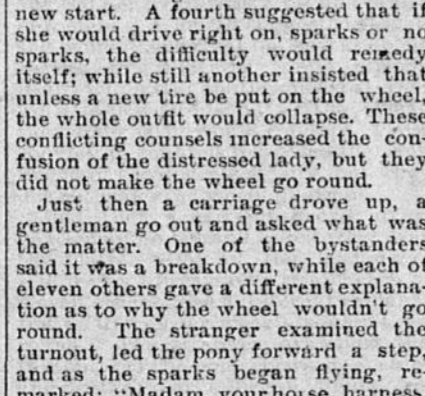 new start. A fourth suggested that if
she would drive right on, sparks or no
sparks, the difficulty would remedy
itself; while still another insisted that
unless a new tire be put on the wheel,
the whole outfit would collapse. These
conflicting counsels increased the con-
fusion of the distressed lady, but they
did not make the wheel go round.
Just then a carriage drove up, a
gentleman go out and asked what was
the matter. One of the bystanders
said it was a breakdown, while each of
eleven others gave a different explana-
tion as to why the wheel wouldn't go
round. The stranger examined the
turnout, led the pony forward a step,
and as the sparks began flying, re-
marked: "Madam your horse harness